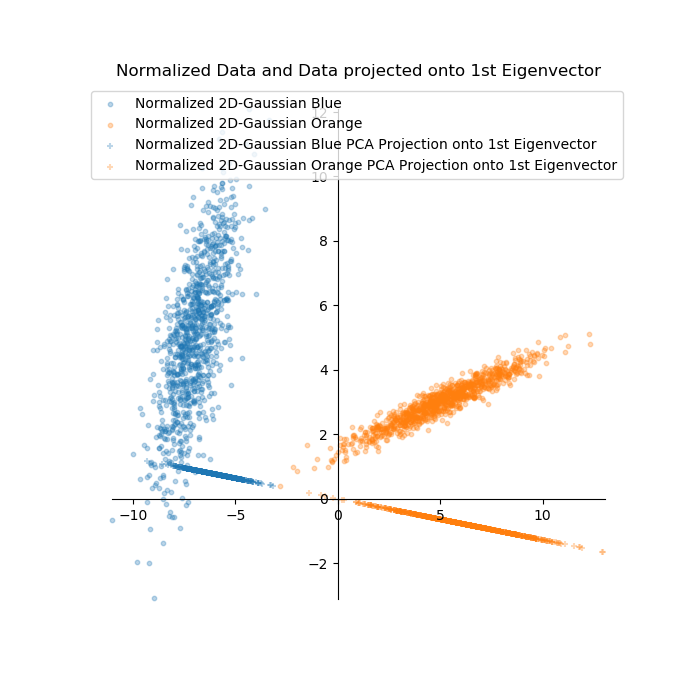 Normalized Data and Data projected onto 1st Eigenvector
Normalized 2D-Gaussian Blue
12
Normalized 2D-Gaussian Orange
Normalized 2D-Gaussian Blue PCA Projection onto 1st Eigenvector
Normalized 2D-Gaussian Orange PCA Projection onto 1st Eigenvector
10
8
6
4
2
0
−10
−5
0
5
10
−2